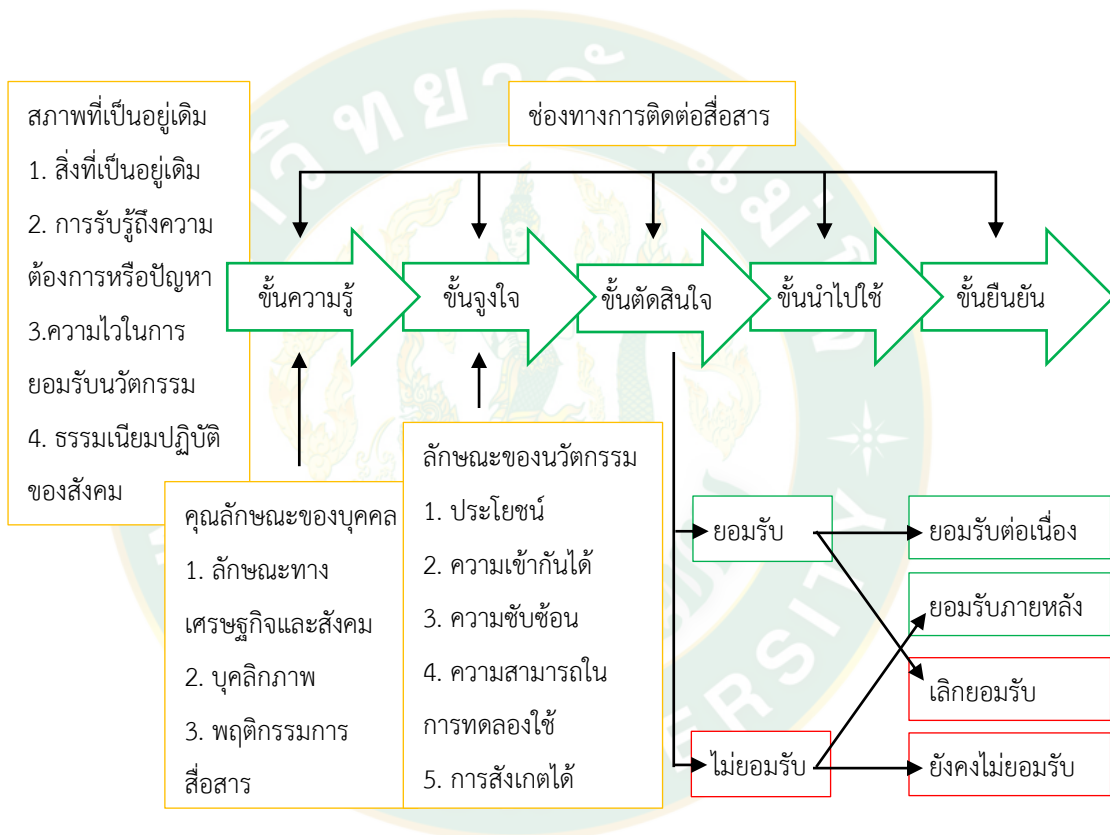 สภาพที่เป็นอยู่เดิม
1. สิ่งที่เป็นอยู่เดิม
2. การรับรู้ถึงความ
ต้องการหรือปัญหา
3.ความไวในการ
ยอมรับนวัตกรรม
4. ธรรมเนียมปฏิบัติ
ของสังคม
ช่องทางการติดต่อสื่อสาร
ขั้นความรู้
ขั้นจูงใจ
ขั้นตัดสินใจ
ขั้นนำไปใช้
ขั้นยืนยัน
คุณลักษณะของบุคคล
1. ลักษณะทาง
เศรษฐกิจและสังคม
2. บุคลิกภาพ
3. พฤติกรรมการ
สื่อสาร
ลักษณะของนวัตกรรม
1. ประโยชน์
2. ความเข้ากันได้
3. ความซับซ้อน
4. ความสามารถใน
การทดลองใช้
5. การสังเกตได้
ยอมรับ
ไม่ยอมรับ
ยอมรับต่อเนื่อง
ยอมรับภายหลัง
เลิกยอมรับ
ยังคงไม่ยอมรับ